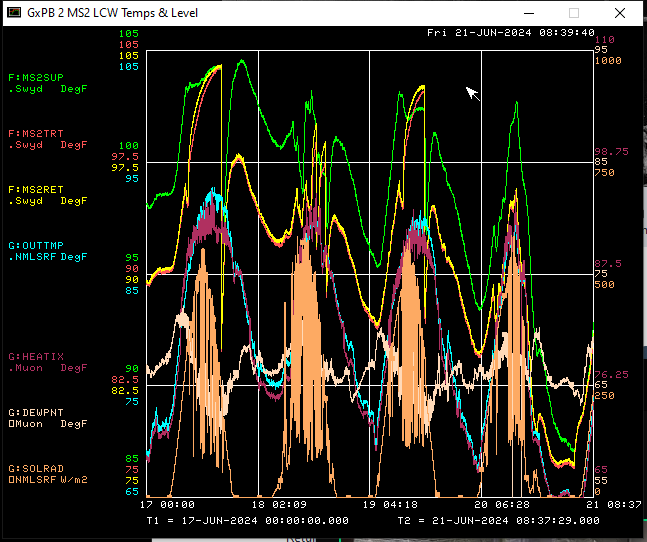 GxPB 2 MS2 LCW Temps & Level
Fri 21-JUN-2024 08:39:40
105
105
105
105
110
95
1000
F:MS2SUP
.Swyd DegF
F:MS2TRT
.Swyd DegF
100
97.5
97.5
95
98.75
85
750
F:MS2RET
.Swyd DegF
G:OUTTMP
.NMLSRF DegF
95
90
90
85
87.5
75
500
G:HEATIX
.Muon DegF
90
82.5
82.5
75
76.25
65
250
G:DEWPNT
▯Muon DegF
G:SOLRAD
▯NMLSRF W/m2
85
75
75
65
65
55
0
17 00:00
18 02:09
19 04:18
20 06:28
21 08:37
T1 = 17-JUN-2024 00:00:00.000
T2 = 21-JUN-2024 08:37:29.000